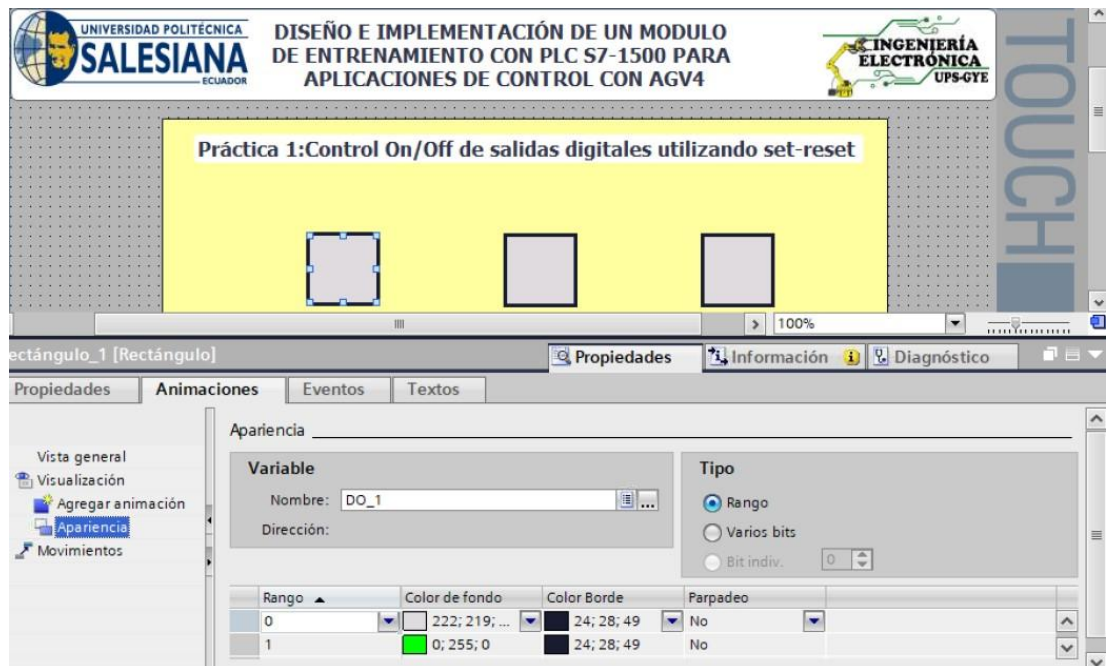 UNIVERSIDAD POLITÉCNICA
SALESIANA
ECUADOR
DISEÑO E IMPLEMENTACIÓN DE UN MODULO
DE ENTRENAMIENTO CON PLC S7-1500 PARA
APLICACIONES DE CONTROL CON AGV4
INGENIERÍA
ELECTRÓNICA
UPS-GYE
TOUCH
Práctica 1:Control On/Off de salidas digitales utilizando set-reset
100%
ectángulo_1 [Rectángulo]
Propiedades
Información
Diagnóstico
Propiedades
Animaciones
Eventos
Textos
Vista general
Visualización
Agregar animación
Apariencia
Movimientos
Apariencia
Variable
Nombre: DO_1
Dirección:
Tipo
Rango
Varios bits
Bit indiv. 0
Rango Color de fondo Color Borde Parpadeo
0 222; 219; ... 24; 28; 49 No
1 0; 255; 0 24; 28; 49 No